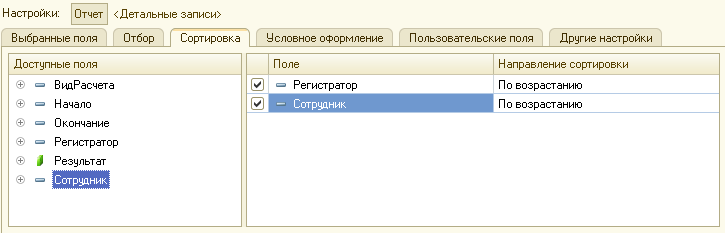 Настройки: Отчет <Детальные записи>
Выбранные поля Отбор Сортировка Условное оформление Пользовательские поля Другие настройки
Доступные поля
ВидРасчета
Начало
Окончание
Регистратор
Результат
Сотрудник
Поле Направление сортировки
Регистратор По возрастанию
Сотрудник По возрастанию